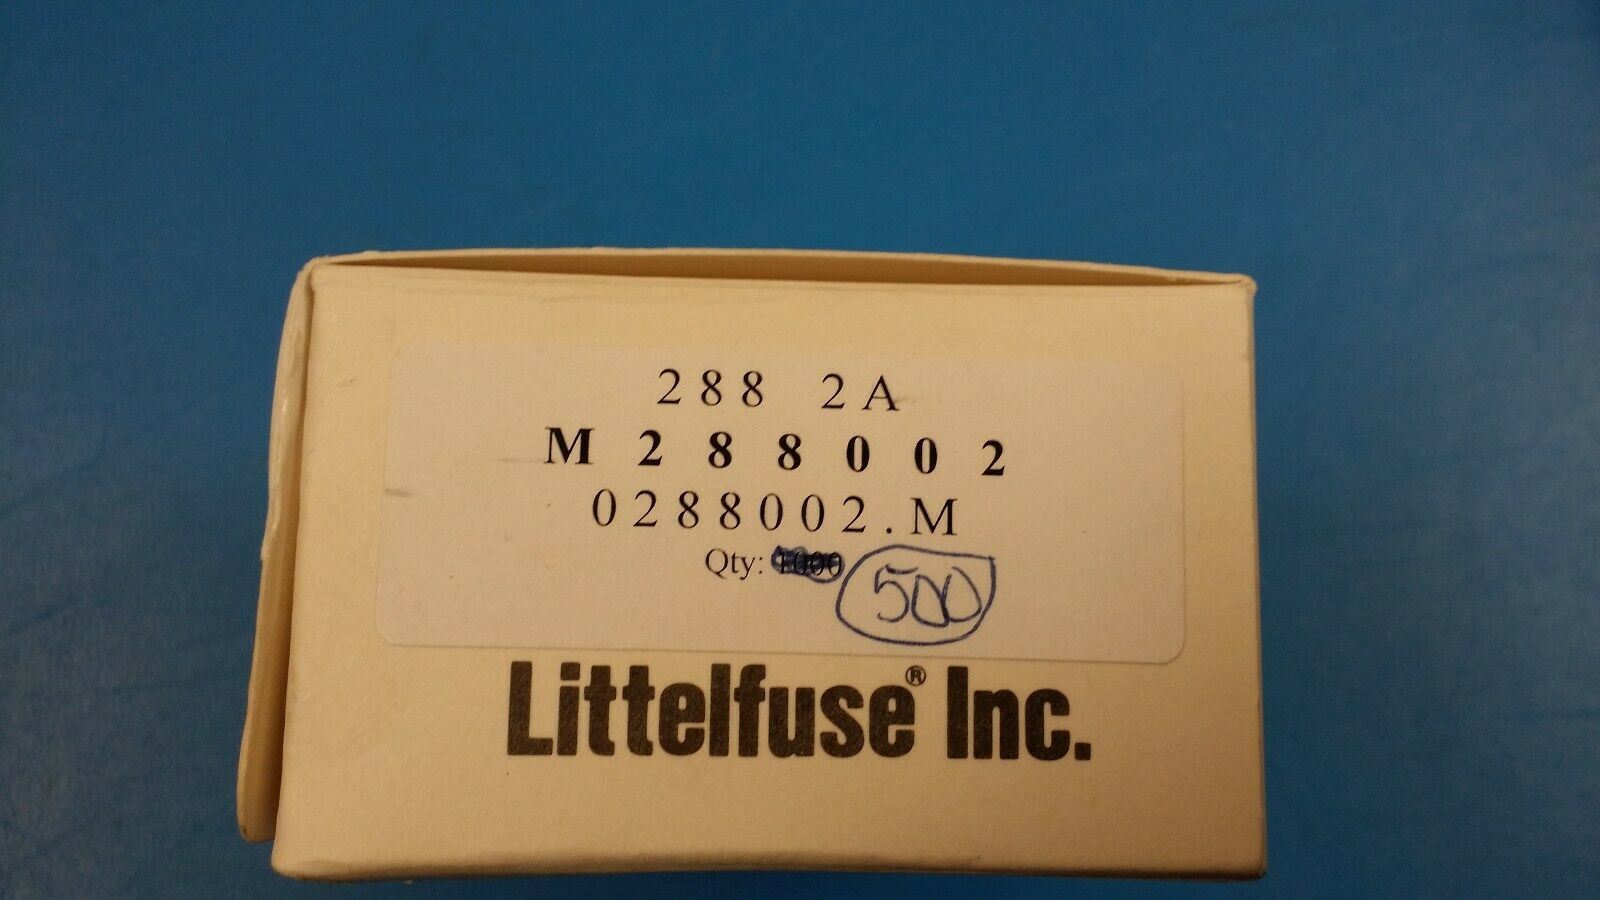 288 2A
M 2 8 8 0 0 2
0288002.M
Qty: 1000 500
Littelfuse® Inc.